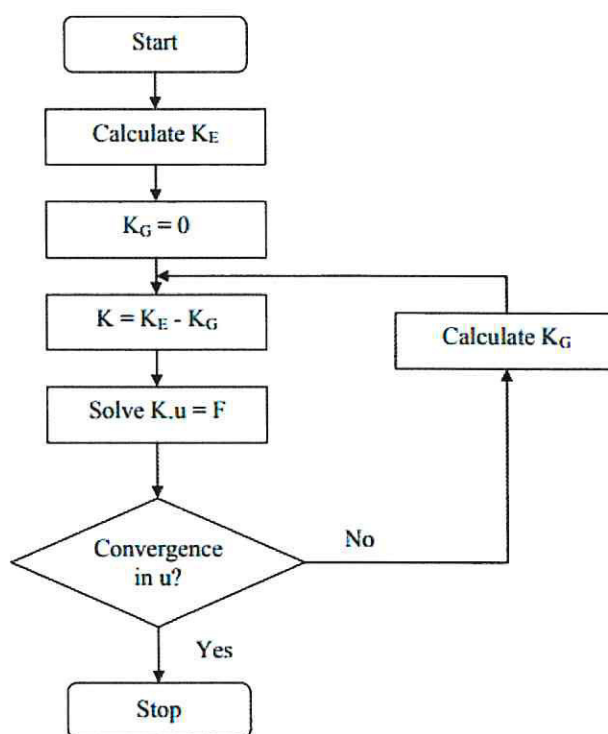 Start
Calculate K_E
K_G = 0
K = K_E - K_G
Calculate K_G
Solve K.u = F
Convergence
in u?
No
Yes
Stop